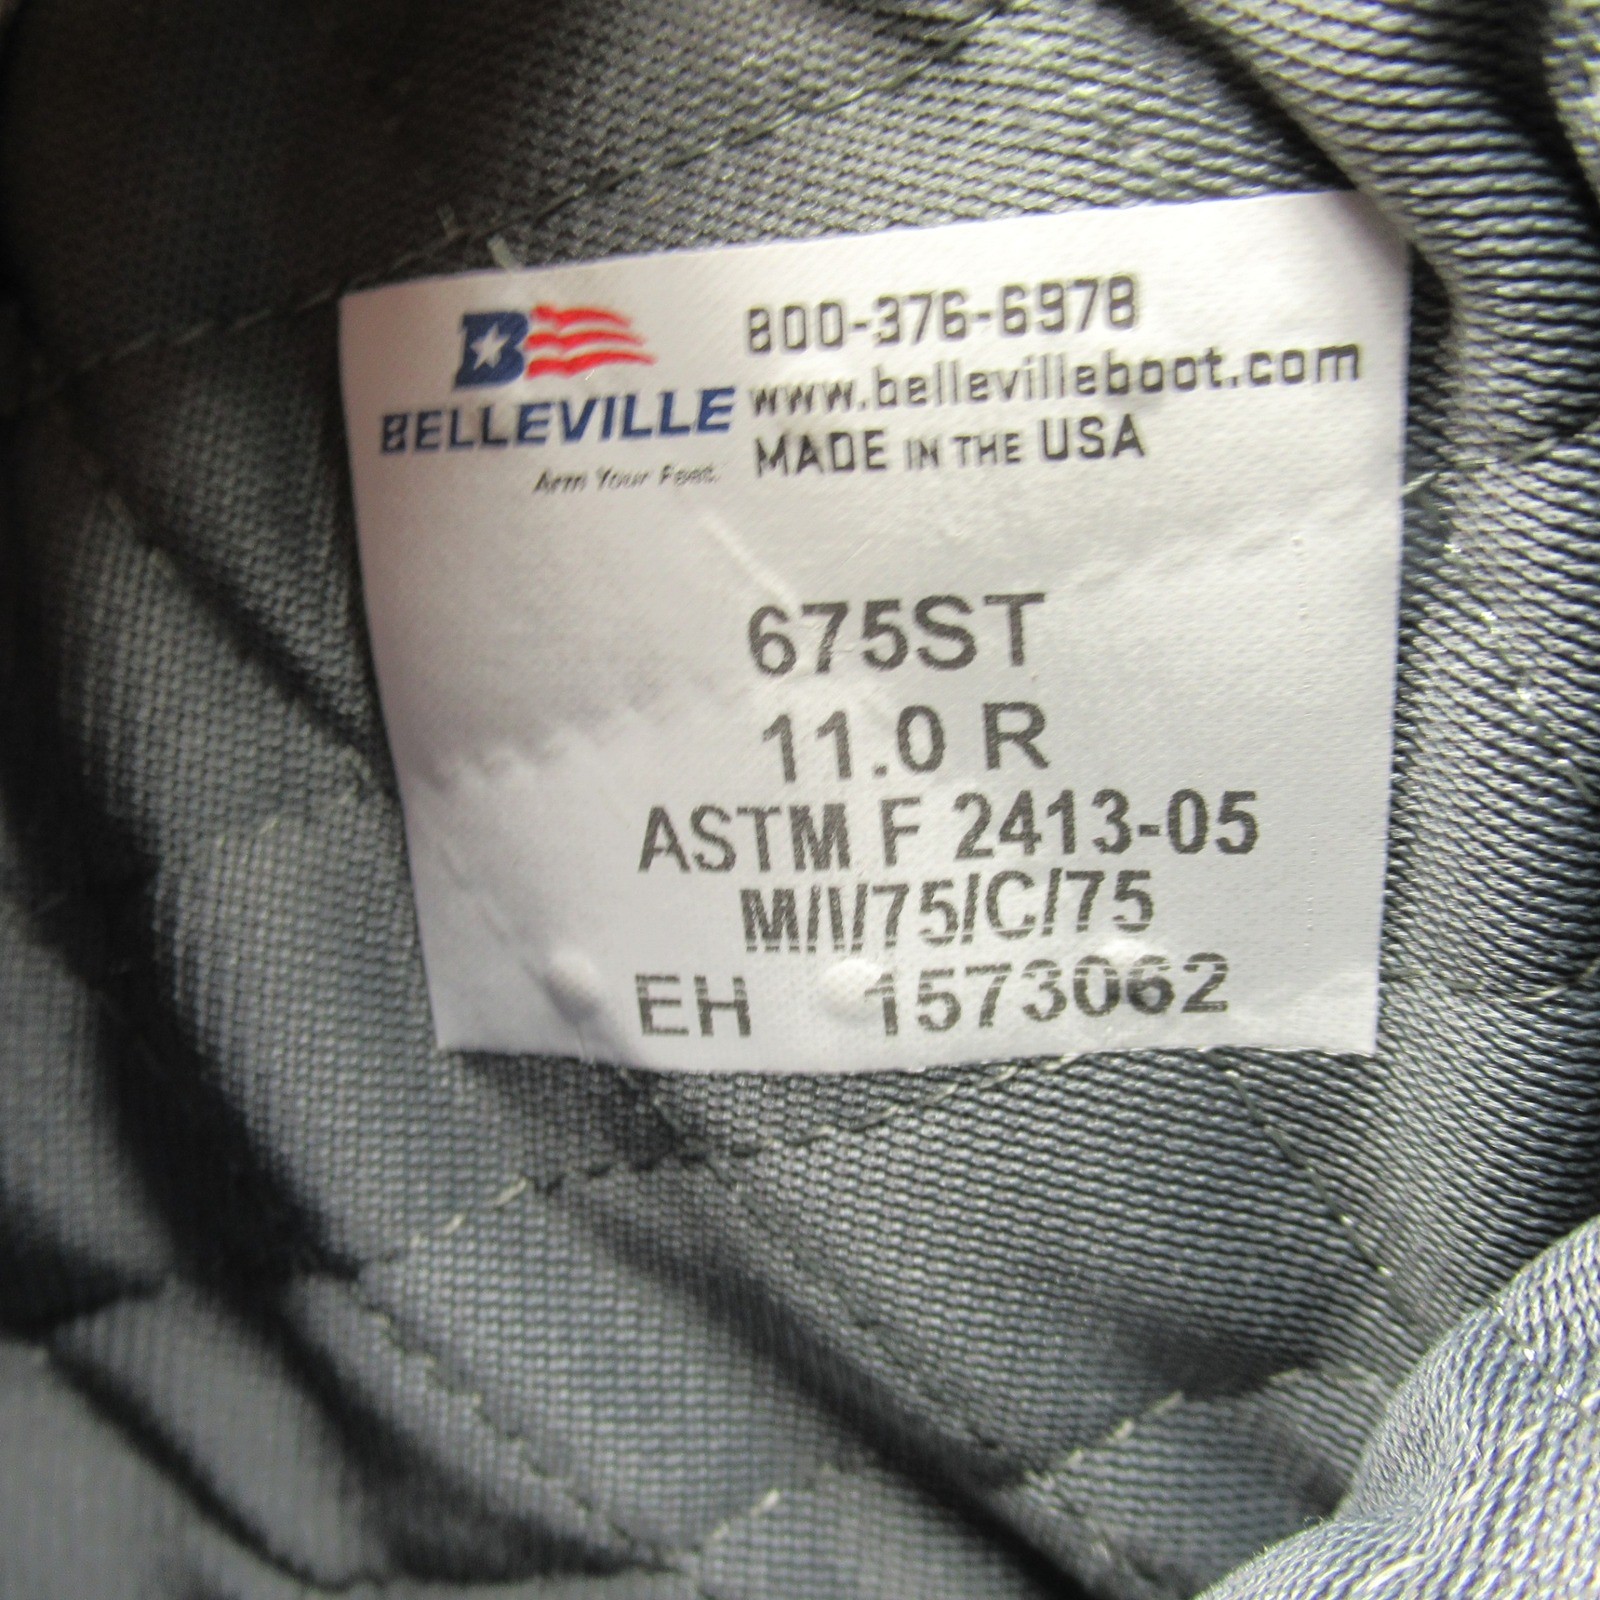 B
BELLEVILLE
Arm Your Feet.
800-376-6978
www.bellevilleboot.com
MADE IN THE USA
675ST
11.0 R
ASTM F 2413-05
M/I/75/C/75
EH 1573062